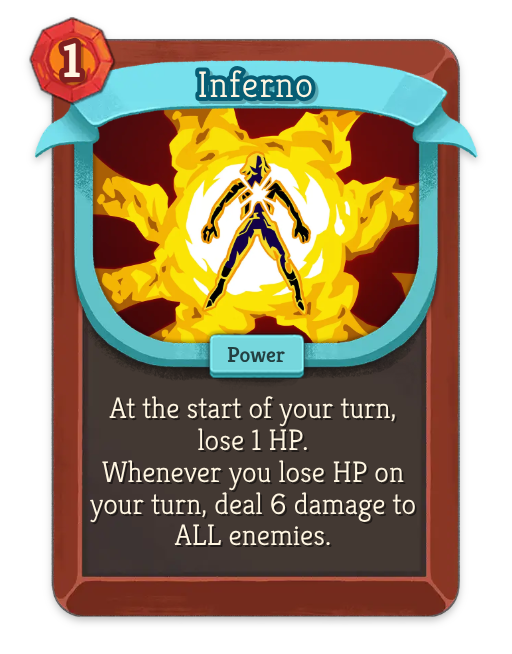 1
Inferno
Power
At the start of your turn,
lose 1 HP.
Whenever you lose HP on
your turn, deal 6 damage to
ALL enemies.